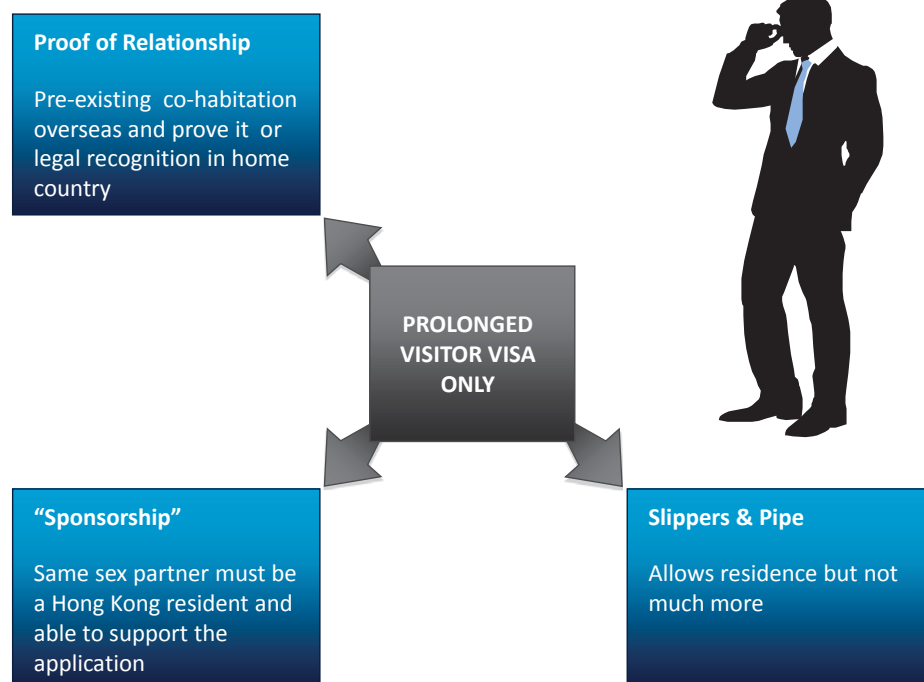 Proof of Relationship
Pre-existing co-habitation
overseas and prove it or
legal recognition in home
country
PROLONGED
VISITOR VISA
ONLY
“Sponsorship”
Same sex partner must be
a Hong Kong resident and
able to support the
application
Slippers & Pipe
Allows residence but not
much more